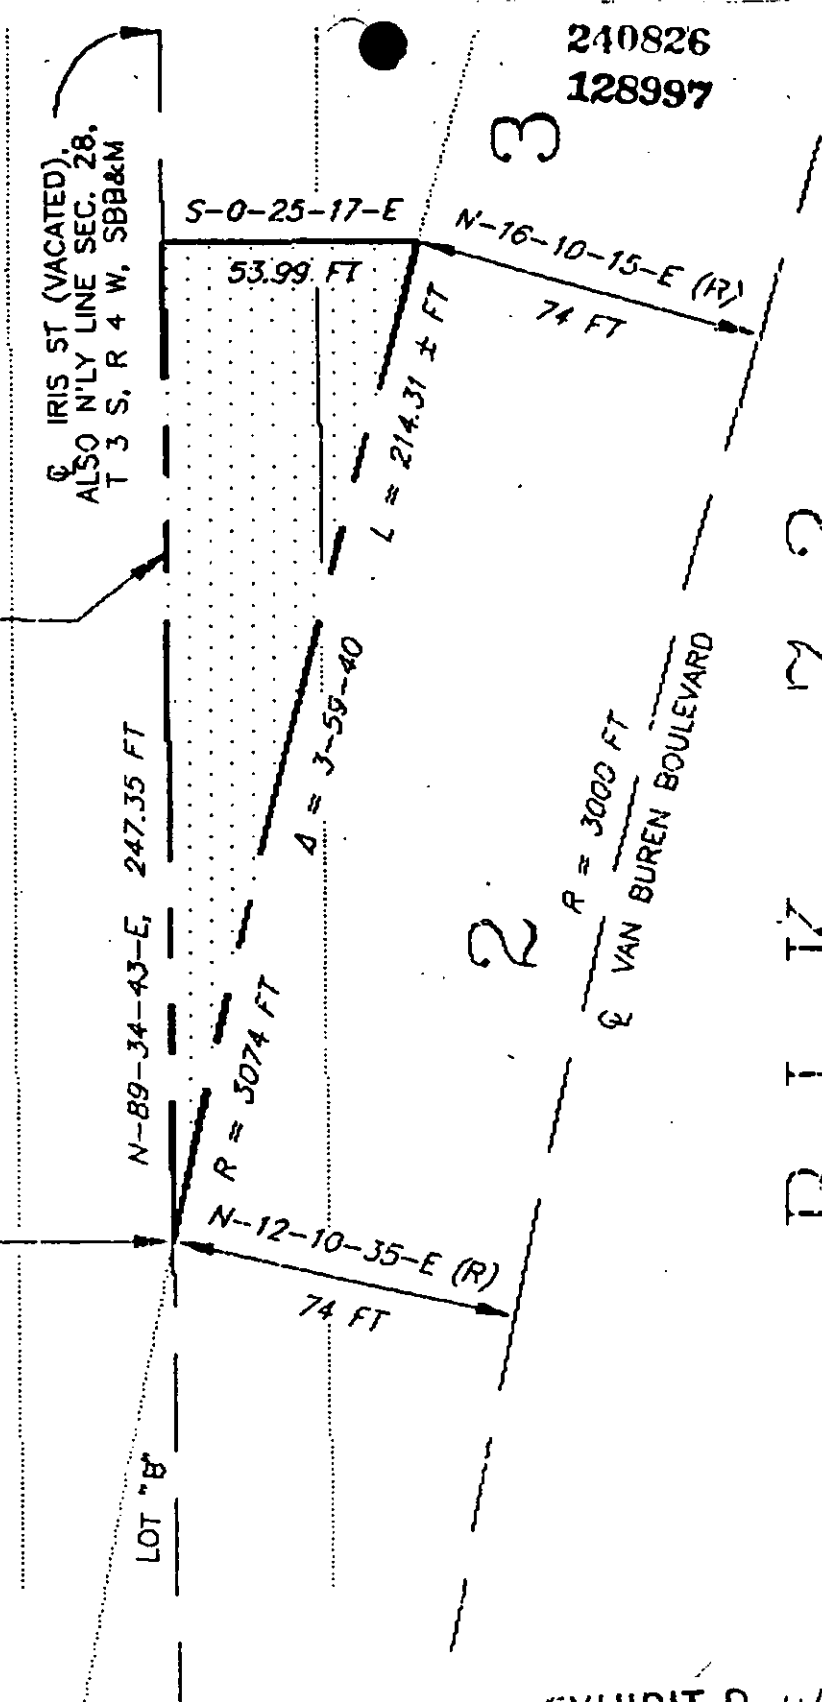 240826
128997
℄ IRIS ST (VACATED),
ALSO N'LY LINE SEC. 28,
T 3 S, R 4 W, SBB&M
S-0-25-17-E
53.99 FT
3
N-16-10-15-E (R)
74 FT
L = 214.31 ± FT
Δ = 3-59-40
R = 3074 FT
N-89-34-43-E, 247.35 FT
2
R = 3000 FT
℄ VAN BUREN BOULEVARD
N-12-10-35-E (R)
74 FT
LOT "B"